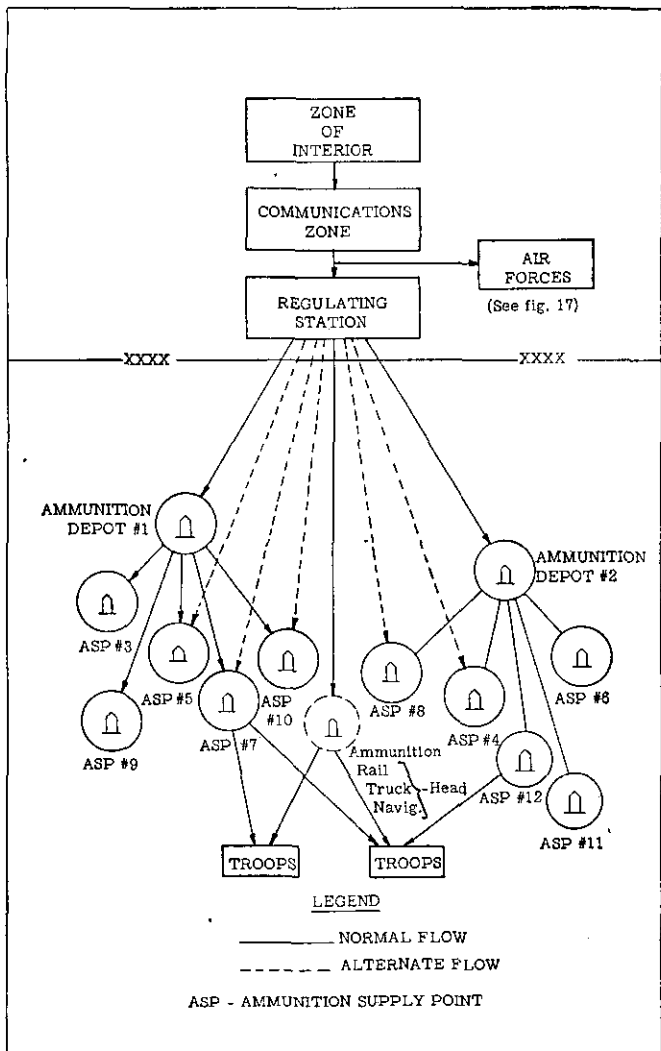 ZONE
OF
INTERIOR
COMMUNICATIONS
ZONE
AIR
FORCES
(See fig. 17)
REGULATING
STATION
XXXX
XXXX
AMMUNITION
DEPOT #1
AMMUNITION
DEPOT #2
ASP #3
ASP #5
ASP
#10
ASP #8
ASP #4
ASP #6
ASP #9
ASP #7
Ammunition
Rail
Truck -Head
Navig.
ASP #12
ASP #11
TROOPS
TROOPS
LEGEND
NORMAL FLOW
ALTERNATE FLOW
ASP - AMMUNITION SUPPLY POINT